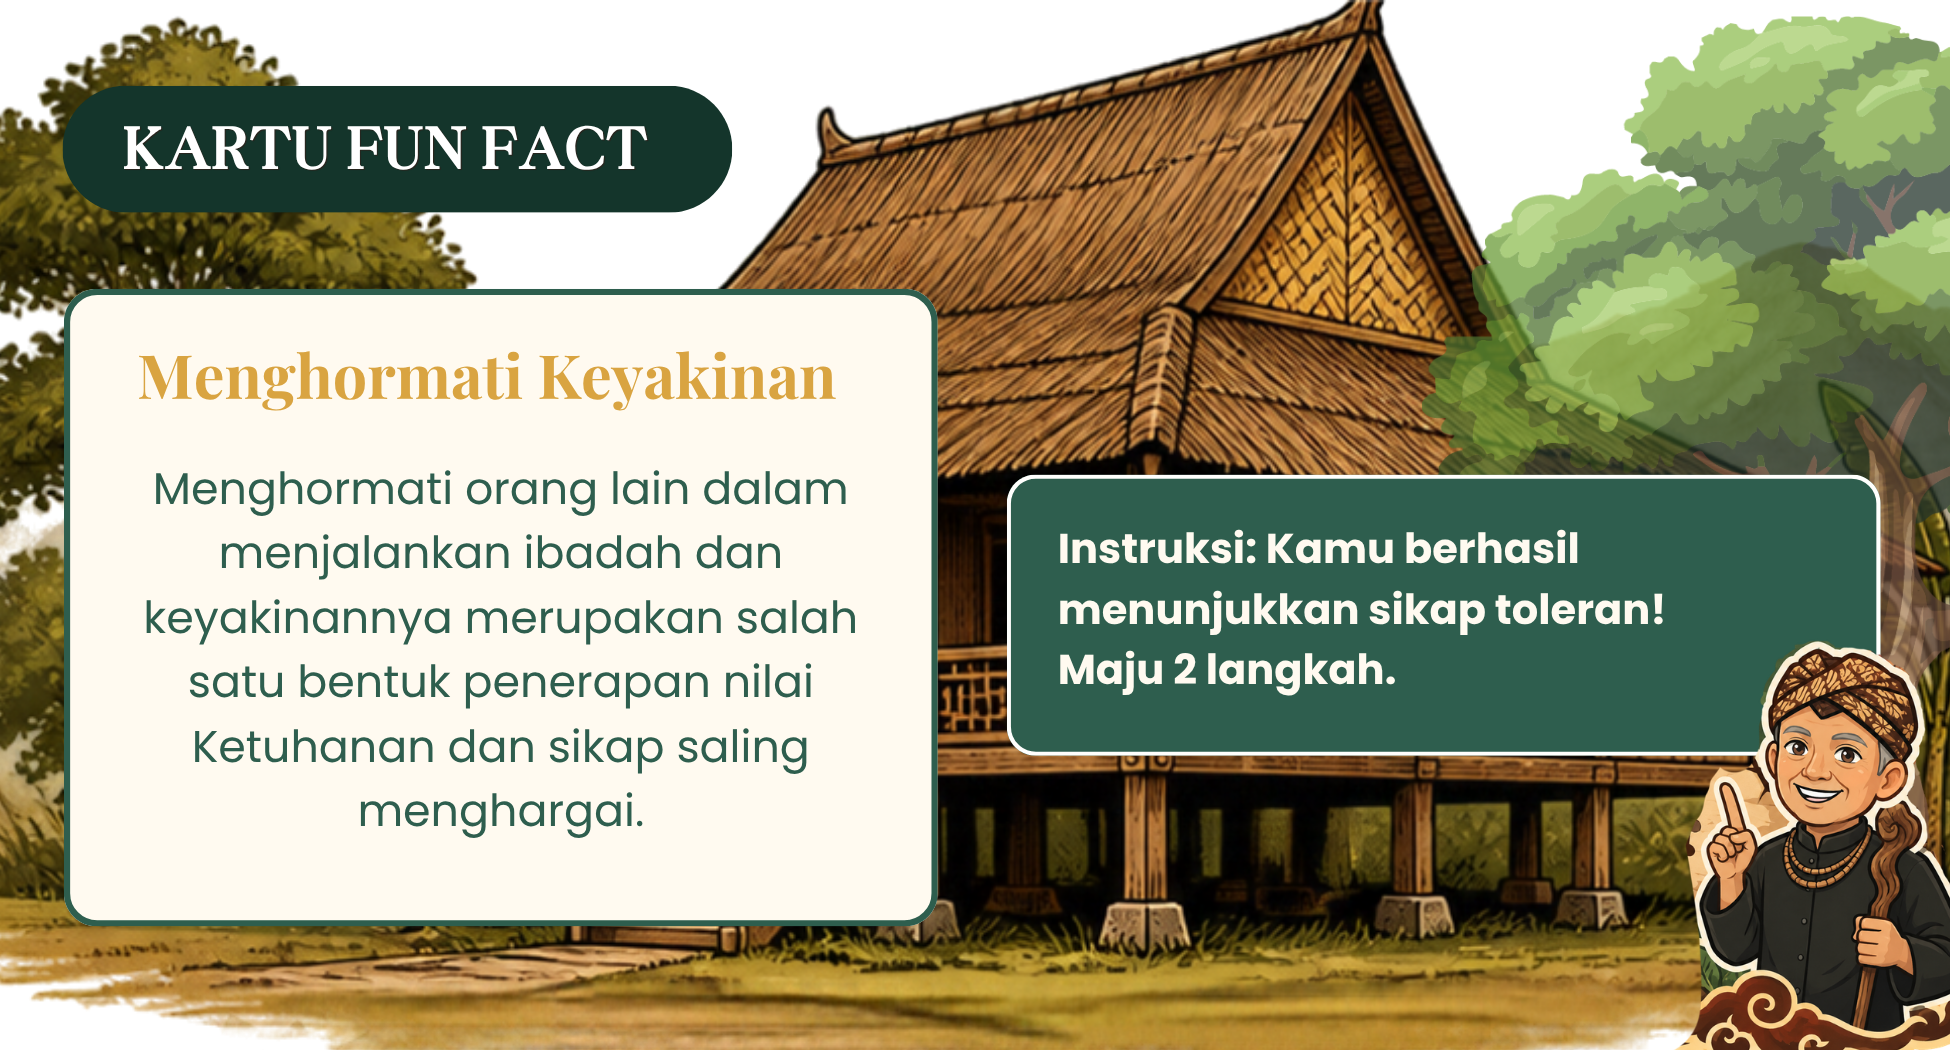 KARTU FUN FACT
Menghormati Keyakinan
Menghormati orang lain dalam
menjalankan ibadah dan
keyakinannya merupakan salah
satu bentuk penerapan nilai
Ketuhanan dan sikap saling
menghargai.
Instruksi: Kamu berhasil
menunjukkan sikap toleran!
Maju 2 langkah.